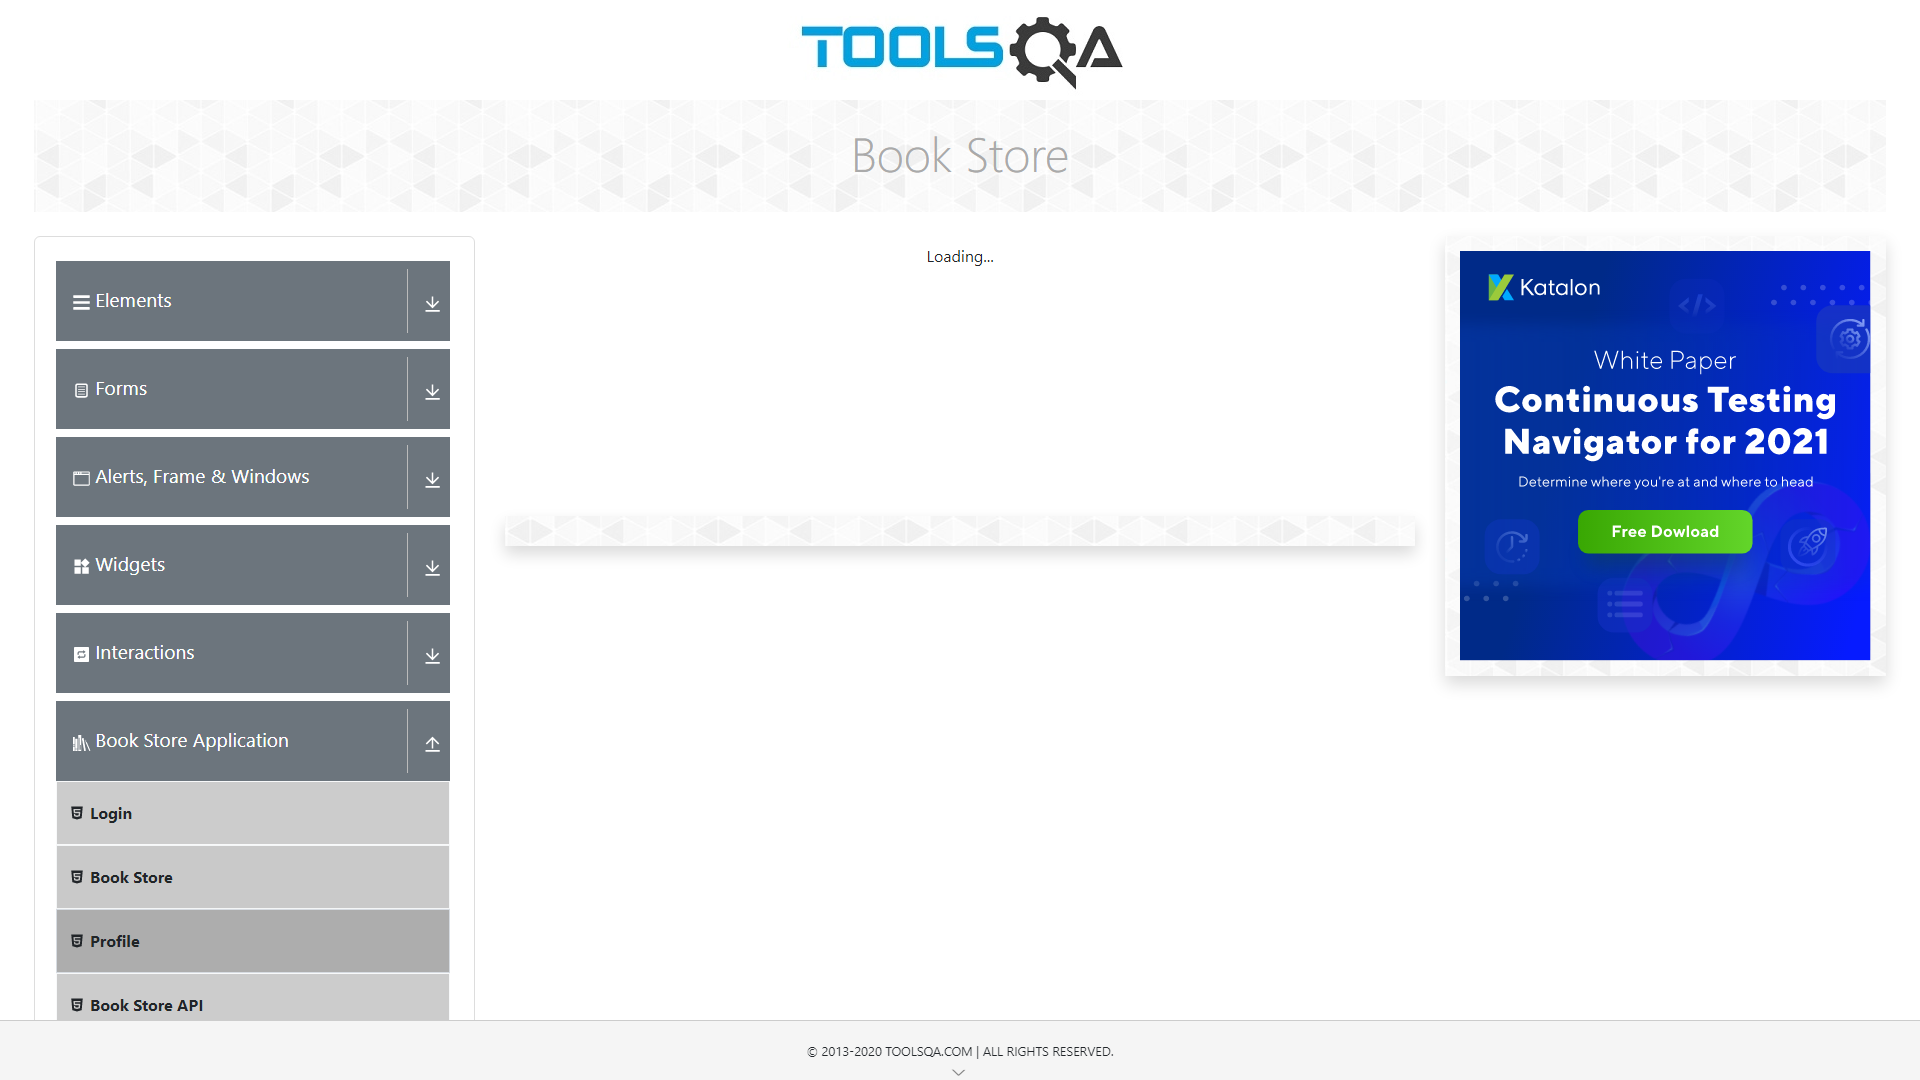 TOOLSQA
Book Store
Elements
Forms
Alerts, Frame & Windows
Widgets
Interactions
Book Store Application
Login
Book Store
Profile
Book Store API
Loading...
Katalon
White Paper
Continuous Testing
Navigator for 2021
Determine where you're at and where to head
Free Dowload
© 2013-2020 TOOLSQA.COM | ALL RIGHTS RESERVED.